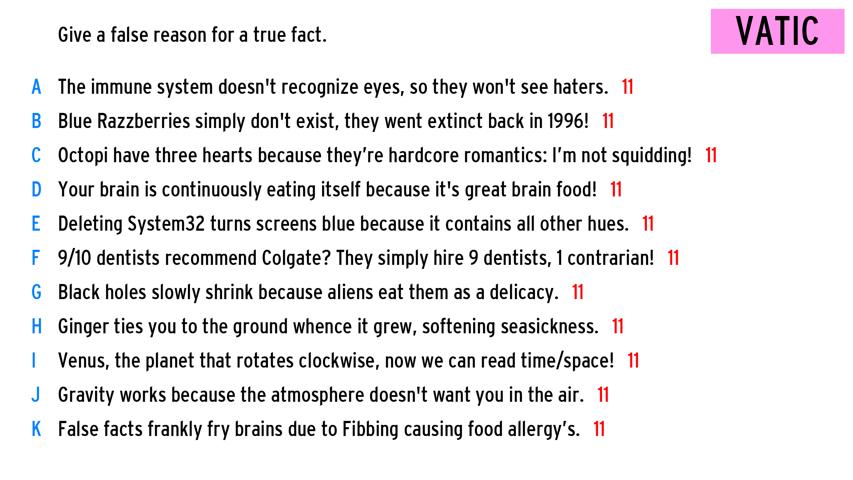 Give a false reason for a true fact.
VATIC
A The immune system doesn't recognize eyes, so they won't see haters. 11
B Blue Razzberries simply don't exist, they went extinct back in 1996! 11
C Octopi have three hearts because they’re hardcore romantics: I’m not squidding! 11
D Your brain is continuously eating itself because it's great brain food! 11
E Deleting System32 turns screens blue because it contains all other hues. 11
F 9/10 dentists recommend Colgate? They simply hire 9 dentists, 1 contrarian! 11
G Black holes slowly shrink because aliens eat them as a delicacy. 11
H Ginger ties you to the ground whence it grew, softening seasickness. 11
I Venus, the planet that rotates clockwise, now we can read time/space! 11
J Gravity works because the atmosphere doesn't want you in the air. 11
K False facts frankly fry brains due to Fibbing causing food allergy’s. 11